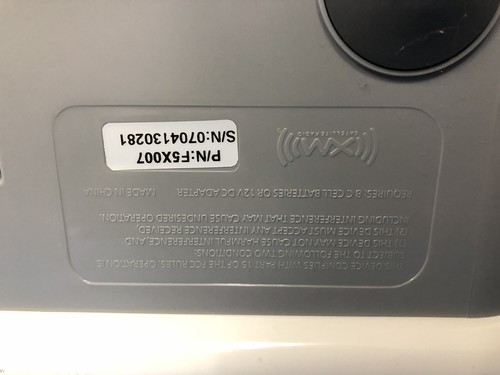 THIS DEVICE COMPLIES WITH PART 15 OF THE FCC RULES. OPERATION IS
SUBJECT TO THE FOLLOWING TWO CONDITIONS:
(1) THIS DEVICE MAY NOT CAUSE HARMFUL INTERFERENCE, AND
(2) THIS DEVICE MUST ACCEPT ANY INTERFERENCE RECEIVED,
INCLUDING INTERFERENCE THAT MAY CAUSE UNDESIRED OPERATION.
REQUIRES: 8 C CELL BATTERIES OR 12V DC ADAPTER MADE IN CHINA
XM
SATELLITE RADIO
P/N:F5X007
S/N:0704130281